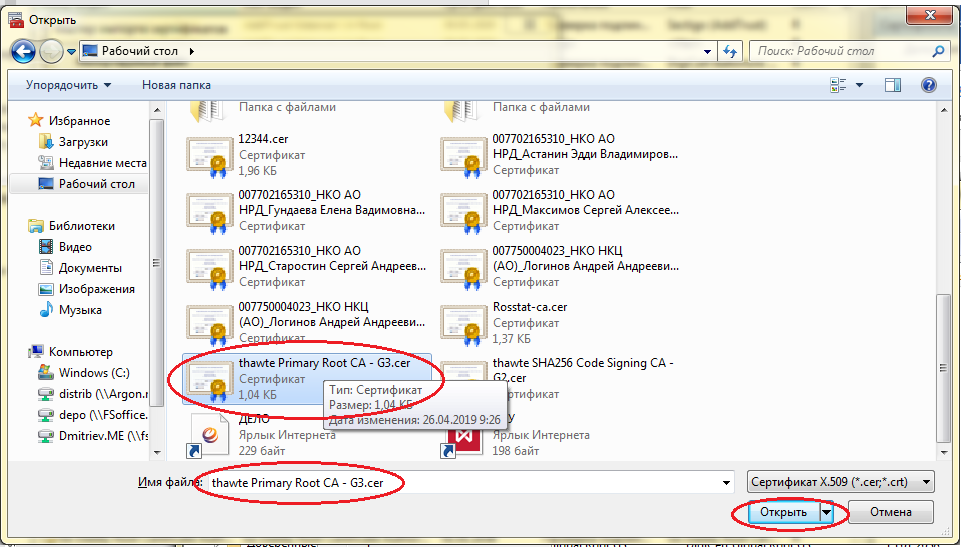 Открыть
Рабочий стол
Поиск: Рабочий стол
Упорядочить
Новая папка
Избранное
Загрузки
Недавние места
Рабочий стол
Библиотеки
Видео
Документы
Изображения
Музыка
Компьютер
Windows (C:)
distrib (\\Argon.r
depo (\\FSoffice.
Dmitriev.ME (\\fs
Папка с файлами
Папка с файлами
12344.cer
Сертификат
1,96 КБ
007702165310_НКО АО
НРД_Астанин Эдди Владимиров...
Сертификат
007702165310_НКО АО
НРД_Гундаева Елена Вадимовна...
Сертификат
007702165310_НКО АО
НРД_Максимов Сергей Алексее...
Сертификат
007702165310_НКО АО
НРД_Старостин Сергей Андреев...
Сертификат
007750004023_НКО НКЦ
(АО)_Логинов Андрей Андрееви...
Сертификат
007750004023_НКО НКЦ
(АО)_Логинов Андрей Андрееви...
Сертификат
Rosstat-ca.cer
Сертификат
1,37 КБ
thawte Primary Root CA - G3.cer
Сертификат
1,04 КБ
thawte SHA256 Code Signing CA -
G2.cer
Сертификат
Тип: Сертификат
Размер: 1,04 КБ
Дата изменения: 26.04.2019 9:26
ДЕЛО
Ярлык Интернета
229 байт
Ярлык Интернета
198 байт
Имя файла:
thawte Primary Root CA - G3.cer
Сертификат X.509 (*.cer;*.crt)
Открыть
Отмена